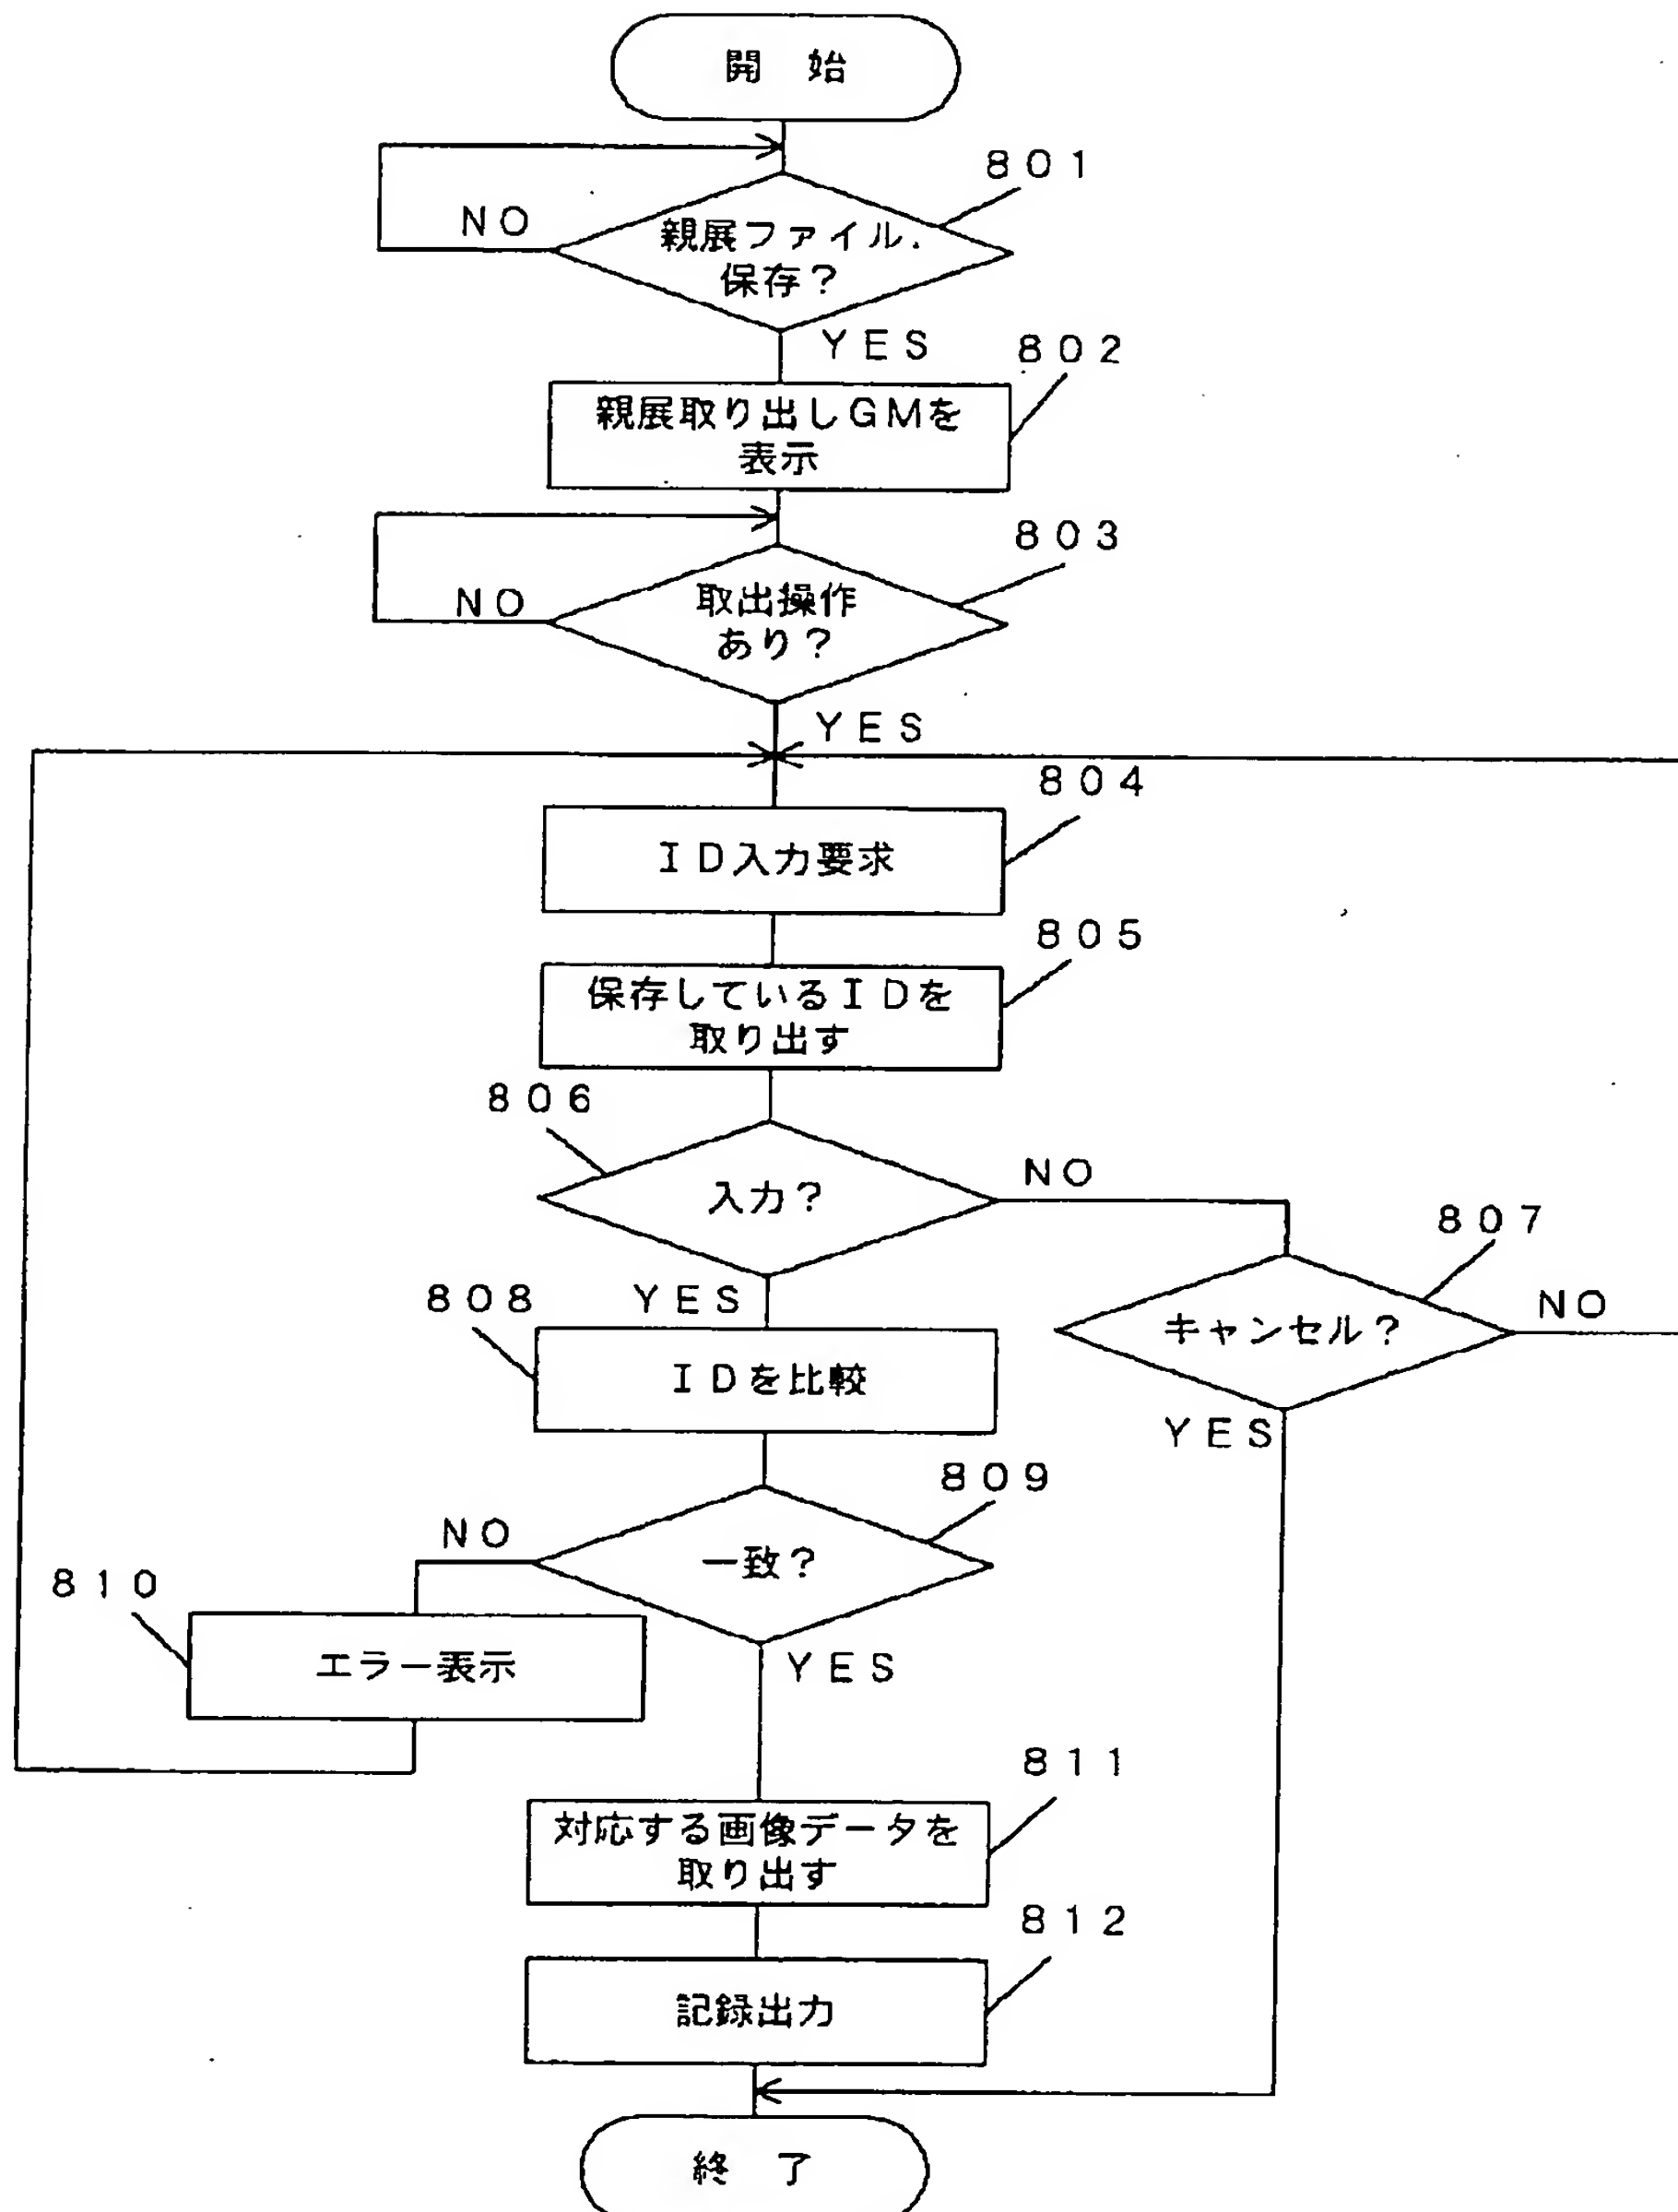 開 始
801
NO
親展ファイル.
保存?
YES
802
親展取り出しGMを
表示
803
NO
取出操作
あり?
YES
804
ID入力要求
805
保存しているIDを
取り出す
806
入力?
NO
807
キャンセル?
NO
YES
YES
808
IDを比較
809
NO
一致?
810
エラー表示
YES
811
対応する画像データを
取り出す
812
記録出力
終 了